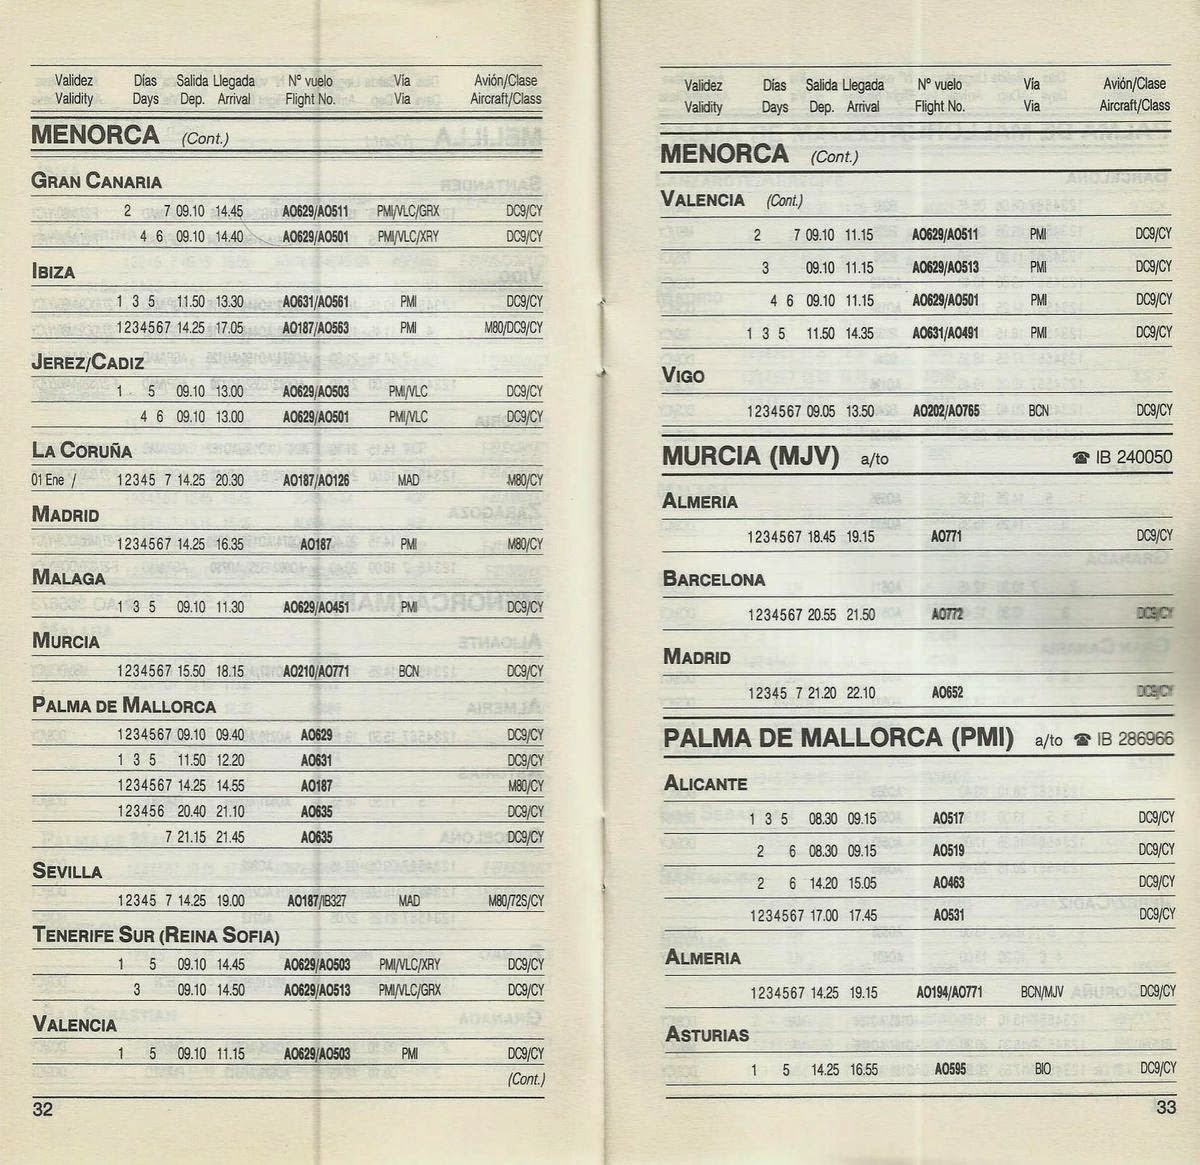 Validez Días Salida Llegada Nº vuelo Vía Avión/Clase
Validity Days Dep. Arrival Flight No. Via Aircraft/Class
MENORCA (Cont.)
GRAN CANARIA
2 7 09.10 14.45 AO629/AO511 PMI/VLC/GRX DC9/CY
4 6 09.10 14.40 AO629/AO501 PMI/VLC/XRY DC9/CY
IBIZA
1 3 5 11.50 13.30 AO631/AO561 PMI DC9/CY
1234567 14.25 17.05 AO187/AO563 PMI M80/DC9/CY
JEREZ/CADIZ
1 5 09.10 13.00 AO629/AO503 PMI/VLC DC9/CY
4 6 09.10 13.00 AO629/AO501 PMI/VLC DC9/CY
LA CORUÑA
01 Ene / 12345 7 14.25 20.30 AO187/AO126 MAD M80/CY
MADRID
1234567 14.25 16.35 AO187 PMI M80/CY
MALAGA
1 3 5 09.10 11.30 AO629/AO451 PMI DC9/CY
MURCIA
1234567 15.50 18.15 AO210/AO771 BCN DC9/CY
PALMA DE MALLORCA
1234567 09.10 09.40 AO629 DC9/CY
1 3 5 11.50 12.20 AO631 DC9/CY
1234567 14.25 14.55 AO187 M80/CY
123456 20.40 21.10 AO635 DC9/CY
7 21.15 21.45 AO635 DC9/CY
SEVILLA
12345 7 14.25 19.00 AO187/IB327 MAD M80/72S/CY
TENERIFE SUR (REINA SOFIA)
1 5 09.10 14.45 AO629/AO503 PMI/VLC/XRY DC9/CY
3 09.10 14.50 AO629/AO513 PMI/VLC/GRX DC9/CY
VALENCIA
1 5 09.10 11.15 AO629/AO503 PMI DC9/CY
(Cont.)
32
Validez Días Salida Llegada Nº vuelo Vía Avión/Clase
Validity Days Dep. Arrival Flight No. Via Aircraft/Class
MENORCA (Cont.)
VALENCIA (Cont.)
2 7 09.10 11.15 AO629/AO511 PMI DC9/CY
3 09.10 11.15 AO629/AO513 PMI DC9/CY
4 6 09.10 11.15 AO629/AO501 PMI DC9/CY
1 3 5 11.50 14.35 AO631/AO491 PMI DC9/CY
VIGO
1234567 09.05 13.50 AO202/AO765 BCN DC9/CY
MURCIA (MJV) a/to ☎ IB 240050
ALMERIA
1234567 18.45 19.15 AO771 DC9/CY
BARCELONA
1234567 20.55 21.50 AO772 DC9/CY
MADRID
12345 7 21.20 22.10 AO652 DC9/CY
PALMA DE MALLORCA (PMI) a/to ☎ IB 286966
ALICANTE
1 3 5 08.30 09.15 AO517 DC9/CY
2 6 08.30 09.15 AO519 DC9/CY
2 6 14.20 15.05 AO463 DC9/CY
1234567 17.00 17.45 AO531 DC9/CY
ALMERIA
1234567 14.25 19.15 AO194/AO771 BCN/MJV DC9/CY
ASTURIAS
1 5 14.25 16.55 AO595 BIO DC9/CY
33